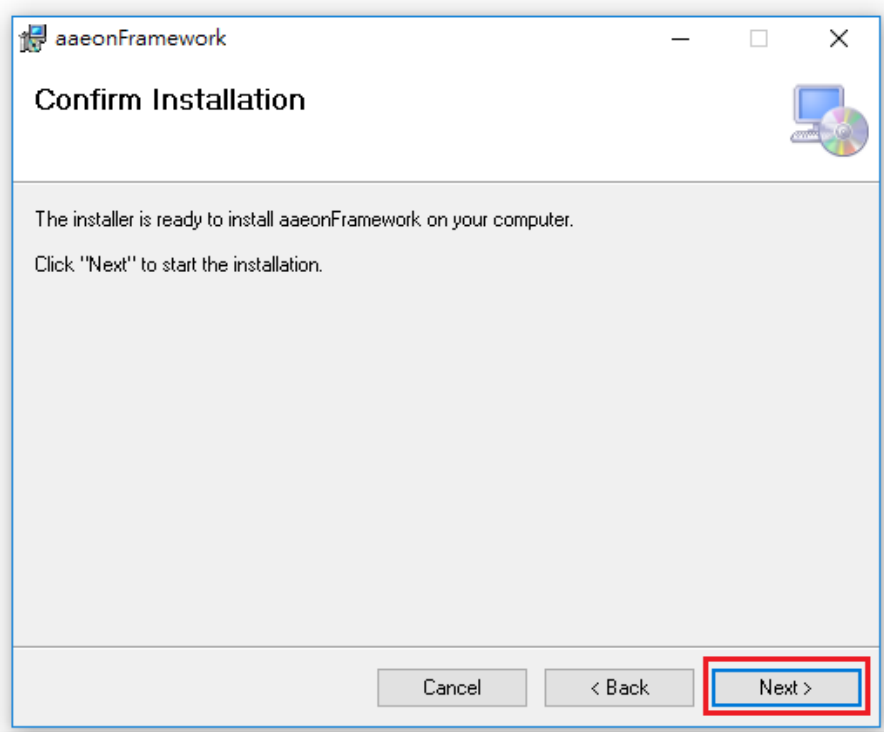 aaeonFramework
Confirm Installation
The installer is ready to install aaeonFramework on your computer.
Click "Next" to start the installation.
Cancel
< Back
Next >